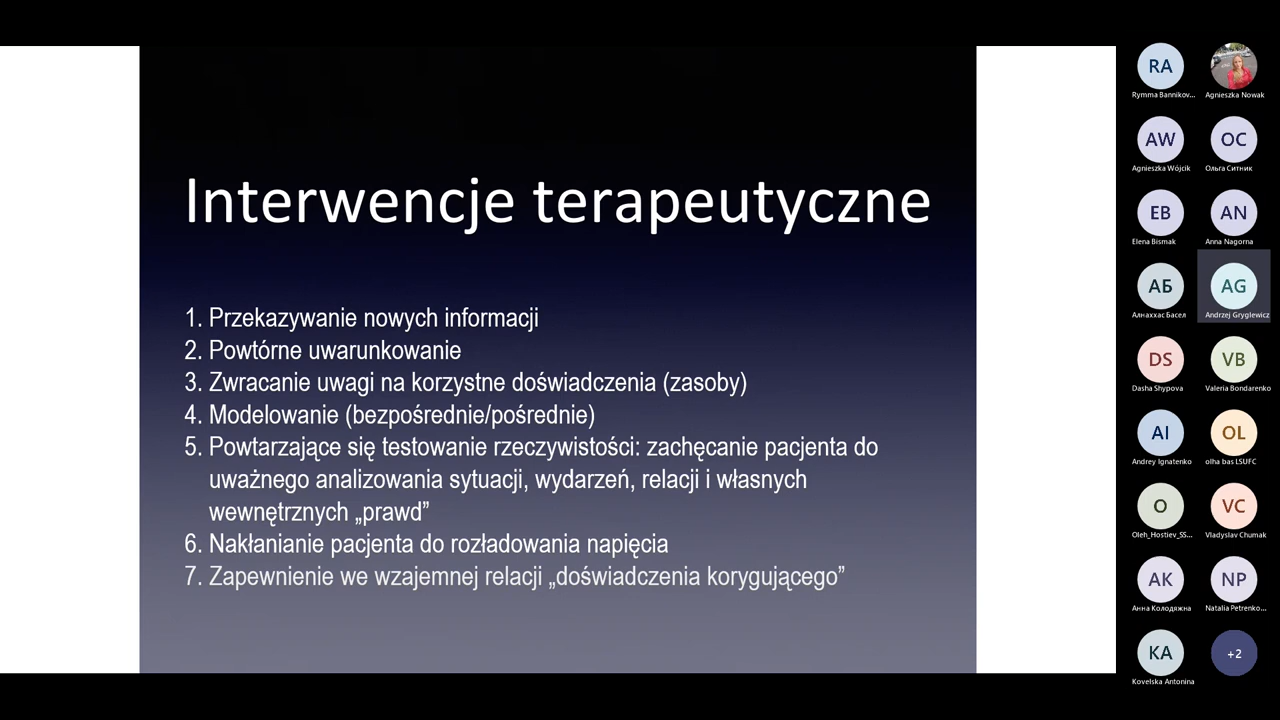 Interwencje terapeutyczne
1. Przekazywanie nowych informacji
2. Powtórne uwarunkowanie
3. Zwracanie uwagi na korzystne doświadczenia (zasoby)
4. Modelowanie (bezpośrednie/pośrednie)
5. Powtarzające się testowanie rzeczywistości: zachęcanie pacjenta do
uważnego analizowania sytuacji, wydarzeń, relacji i własnych
wewnętrznych „prawd”
6. Nakłanianie pacjenta do rozładowania napięcia
7. Zapewnienie we wzajemnej relacji „doświadczenia korygującego”
RA
Rymma Bannikov...
Agnieszka Nowak
AW
Agnieszka Wójcik
OC
Ольга Ситник
EB
Elena Bismak
AN
Anna Nagorna
АБ
Алнаххас Басел
AG
Andrzej Gryglewicz
DS
Dasha Shypova
VB
Valeria Bondarenko
AI
Andrey Ignatenko
OL
olha bas LSUFC
O
Oleh_Hostiev_SS...
VC
Vladyslav Chumak
АК
Анна Колодяжна
NP
Natalia Petrenko...
KA
Kovelska Antonina
+2